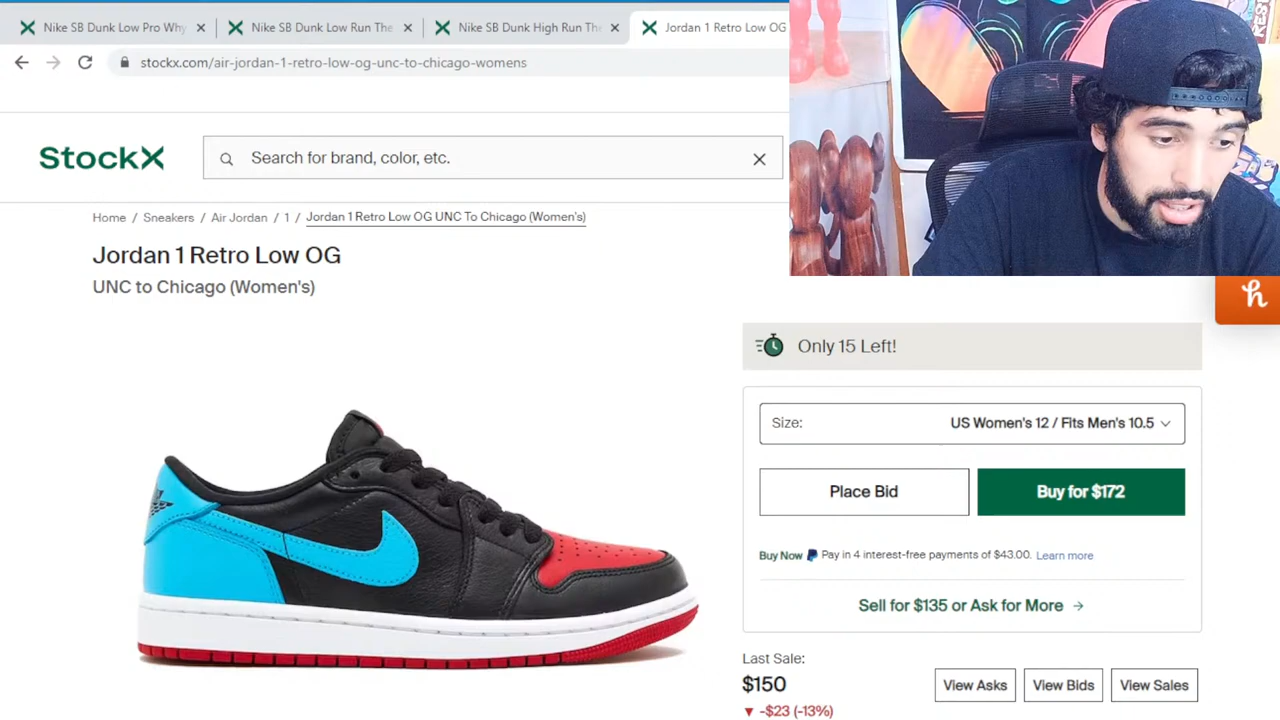 Nike SB Dunk Low Pro Why
Nike SB Dunk Low Run The
Nike SB Dunk High Run The
Jordan 1 Retro Low OG
stockx.com/air-jordan-1-retro-low-og-unc-to-chicago-womens
StockX
Search for brand, color, etc.
Home / Sneakers / Air Jordan / 1 / Jordan 1 Retro Low OG UNC To Chicago (Women's)
Jordan 1 Retro Low OG
UNC to Chicago (Women's)
Only 15 Left!
Size: US Women's 12 / Fits Men's 10.5
Place Bid
Buy for $172
Buy Now Pay in 4 interest-free payments of $43.00. Learn more
Sell for $135 or Ask for More →
Last Sale:
$150
▼ -$23 (-13%)
View Asks
View Bids
View Sales